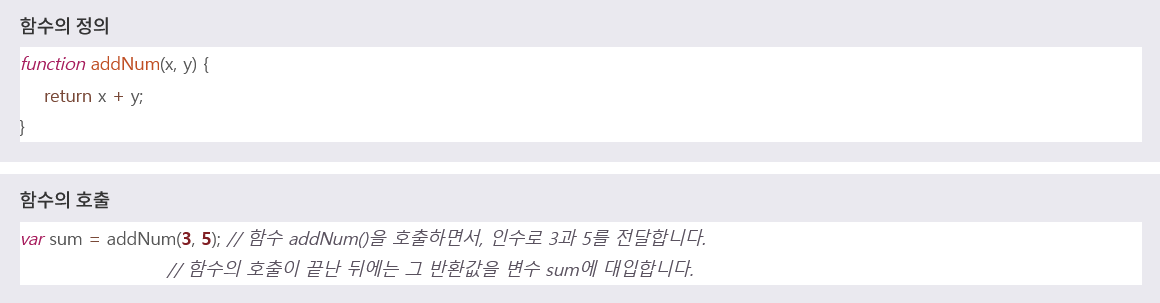 함수의 정의
function addNum(x, y) {
return x + y;
}
함수의 호출
var sum = addNum(3, 5); // 함수 addNum()을 호출하면서, 인수로 3과 5를 전달합니다.
// 함수의 호출이 끝난 뒤에는 그 반환값을 변수 sum에 대입합니다.